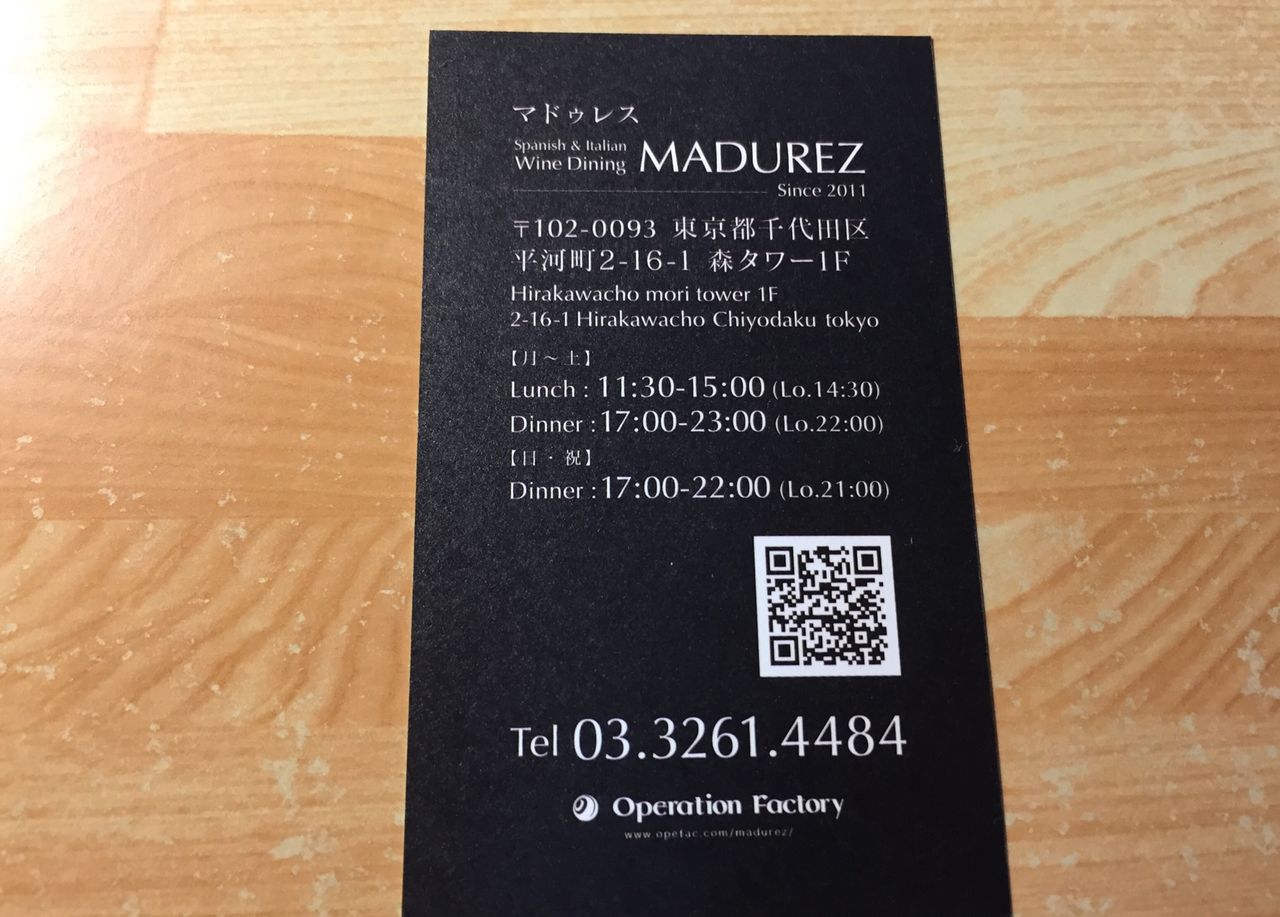 マドゥレス
Spanish & Italian
Wine Dining MADUREZ
Since 2011
〒102-0093 東京都千代田区
平河町2-16-1 森タワー1F
Hirakawacho mori tower 1F
2-16-1 Hirakawacho Chiyodaku tokyo
【月〜土】
Lunch : 11:30-15:00 (Lo.14:30)
Dinner : 17:00-23:00 (Lo.22:00)
【日・祝】
Dinner : 17:00-22:00 (Lo.21:00)
Tel 03.3261.4484
Operation Factory
www.opefac.com/madurez/